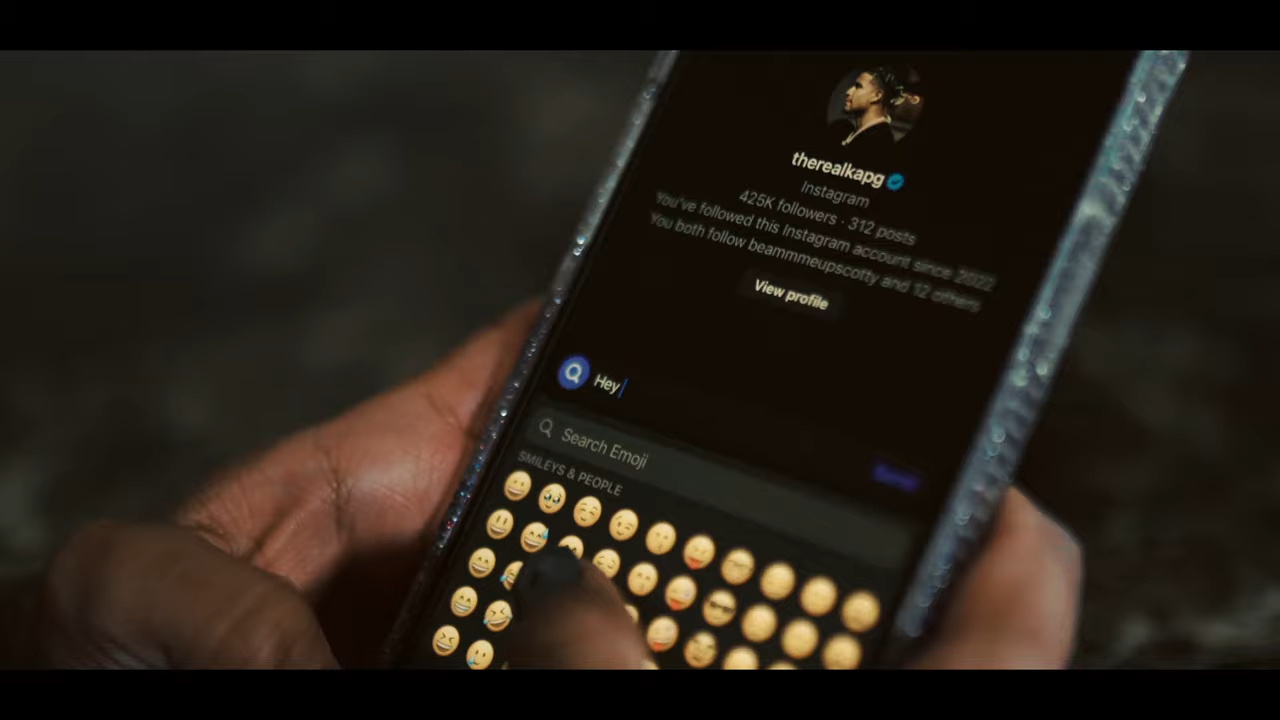 therealkapg
Instagram
425K followers · 312 posts
You've followed this Instagram account since 2022
You both follow beammmeupscotty and 12 others
View profile
Hey
Send
Search Emoji
SMILEYS & PEOPLE